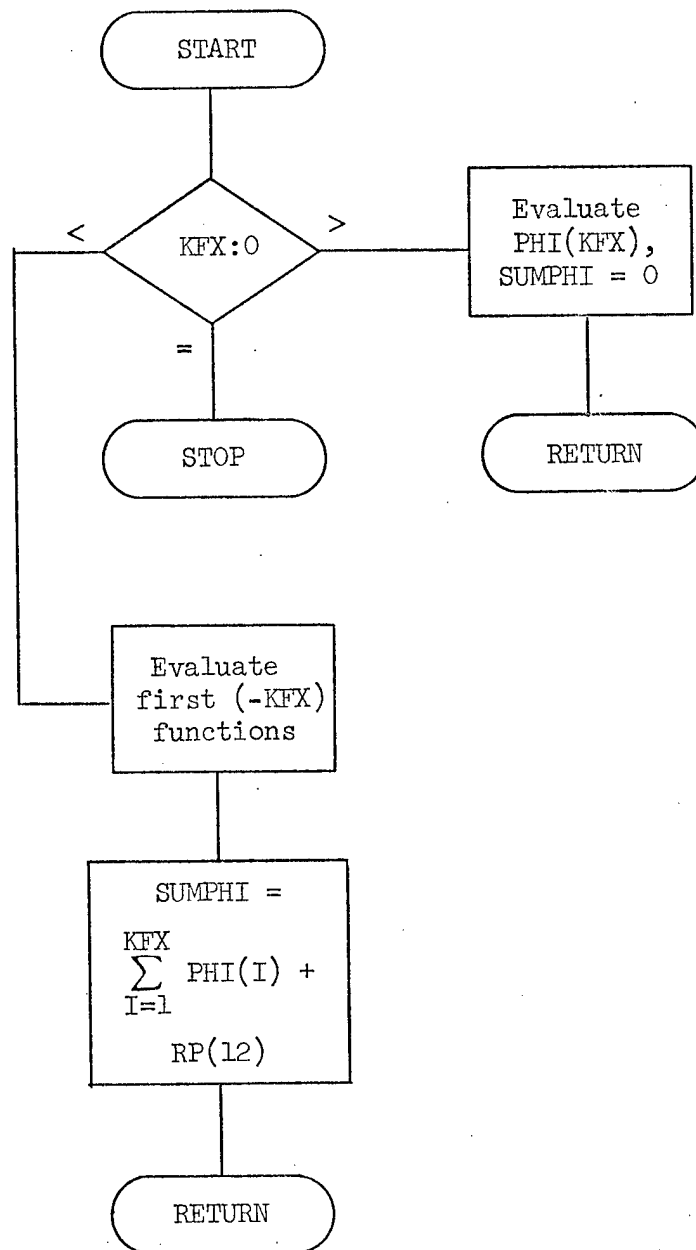 START
<
KFX:0
>
=
Evaluate
PHI(KFX),
SUMPHI = 0
STOP
RETURN
Evaluate
first (-KFX)
functions
SUMPHI =
KFX
∑ PHI(I) +
I=1
RP(12)
RETURN